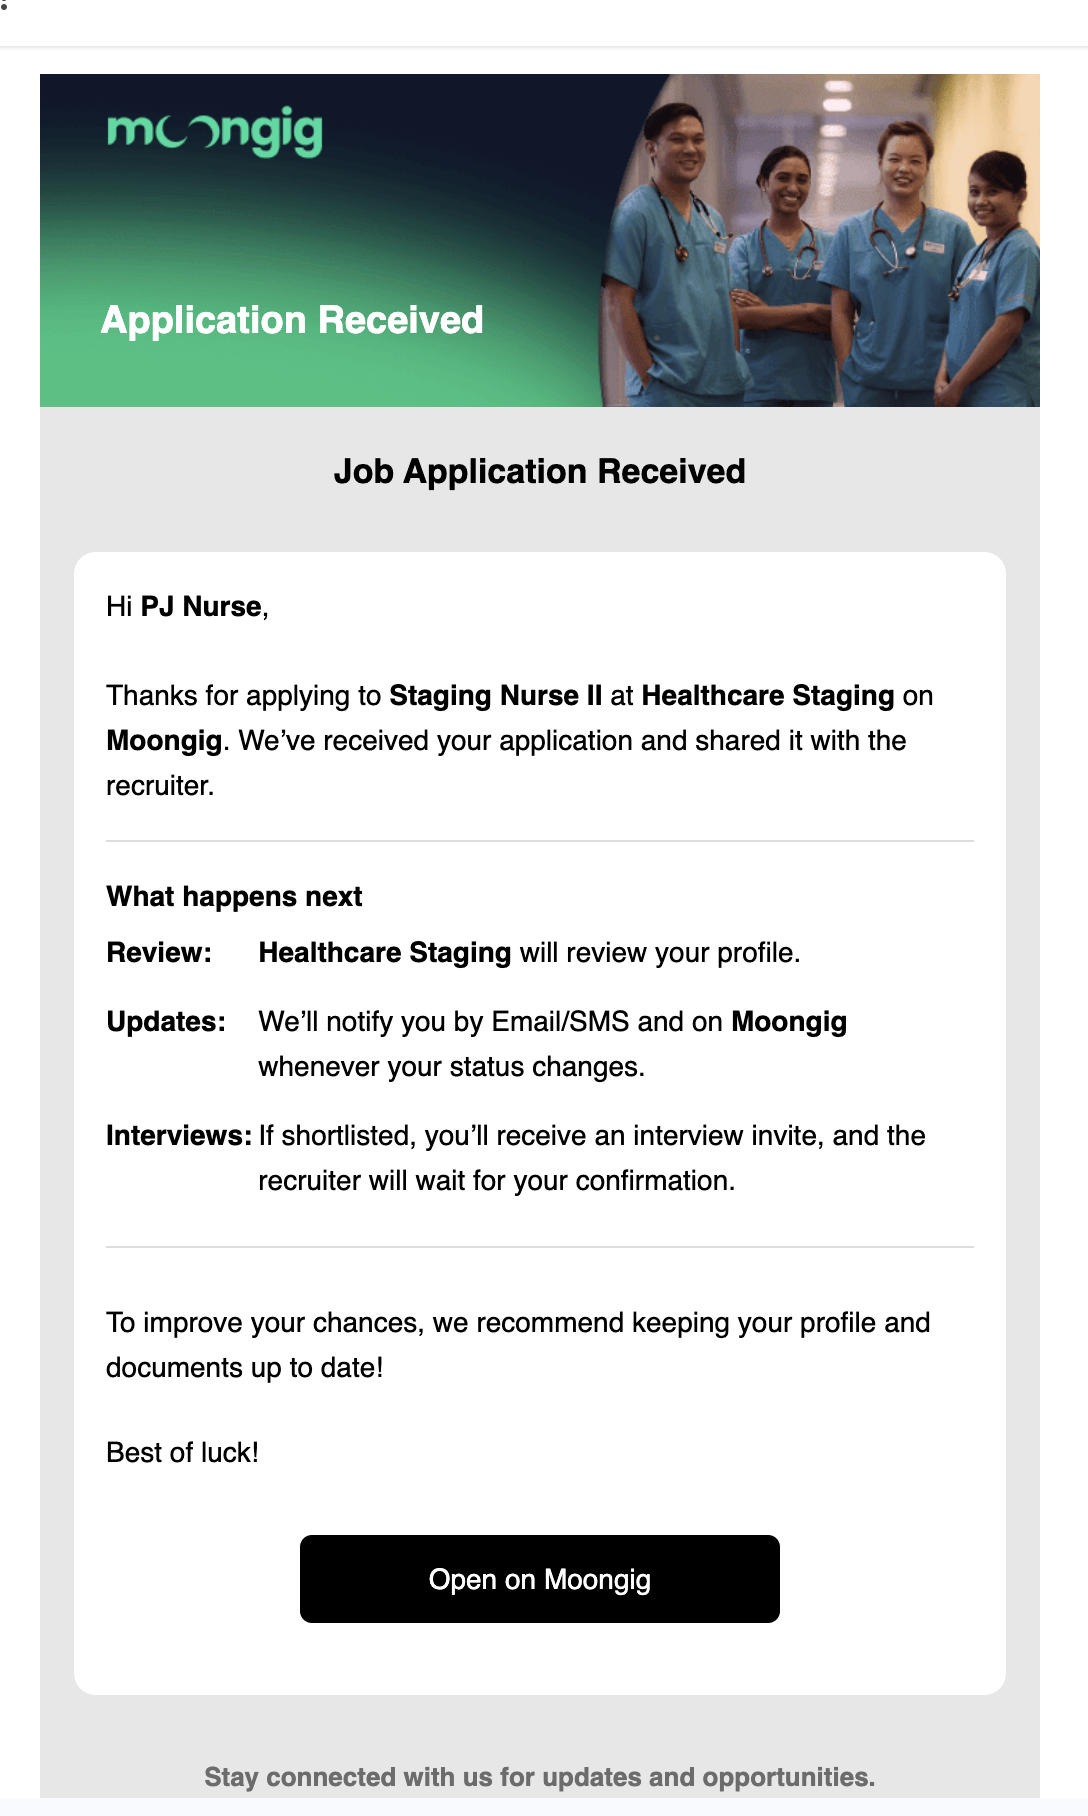 moongig
Application Received
Job Application Received
Hi PJ Nurse,
Thanks for applying to Staging Nurse II at Healthcare Staging on
Moongig. We’ve received your application and shared it with the
recruiter.
What happens next
Review: Healthcare Staging will review your profile.
Updates: We’ll notify you by Email/SMS and on Moongig
whenever your status changes.
Interviews: If shortlisted, you’ll receive an interview invite, and the
recruiter will wait for your confirmation.
To improve your chances, we recommend keeping your profile and
documents up to date!
Best of luck!
Open on Moongig
Stay connected with us for updates and opportunities.